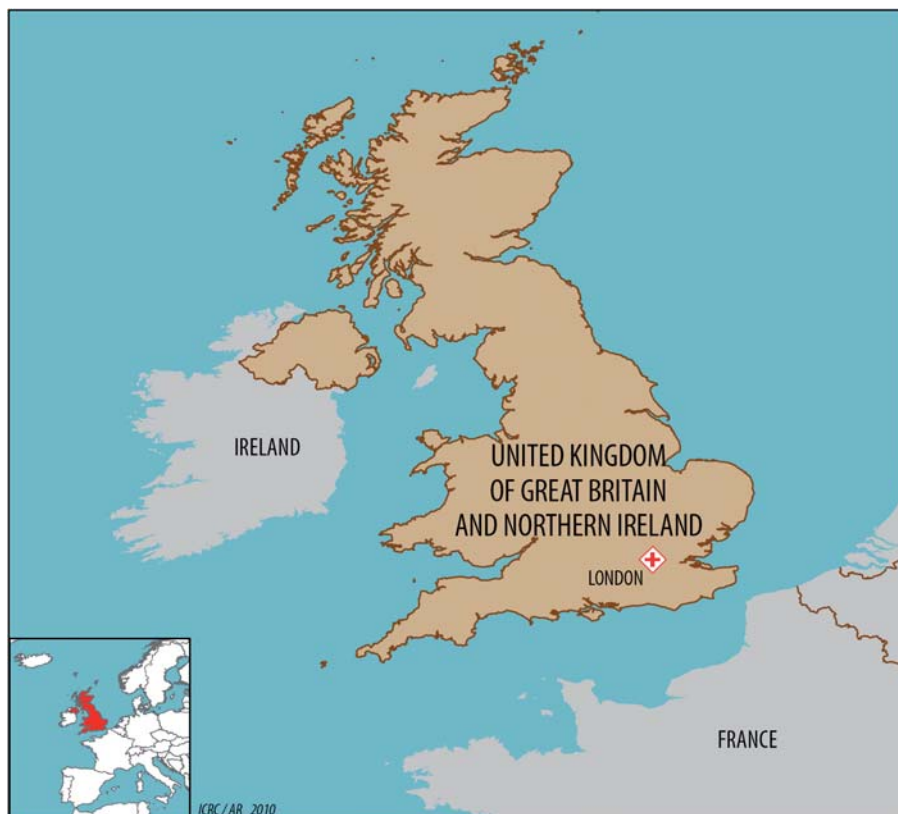 IRELAND
UNITED KINGDOM
OF GREAT BRITAIN
AND NORTHERN IRELAND
LONDON
FRANCE
ICRC / AR 2010